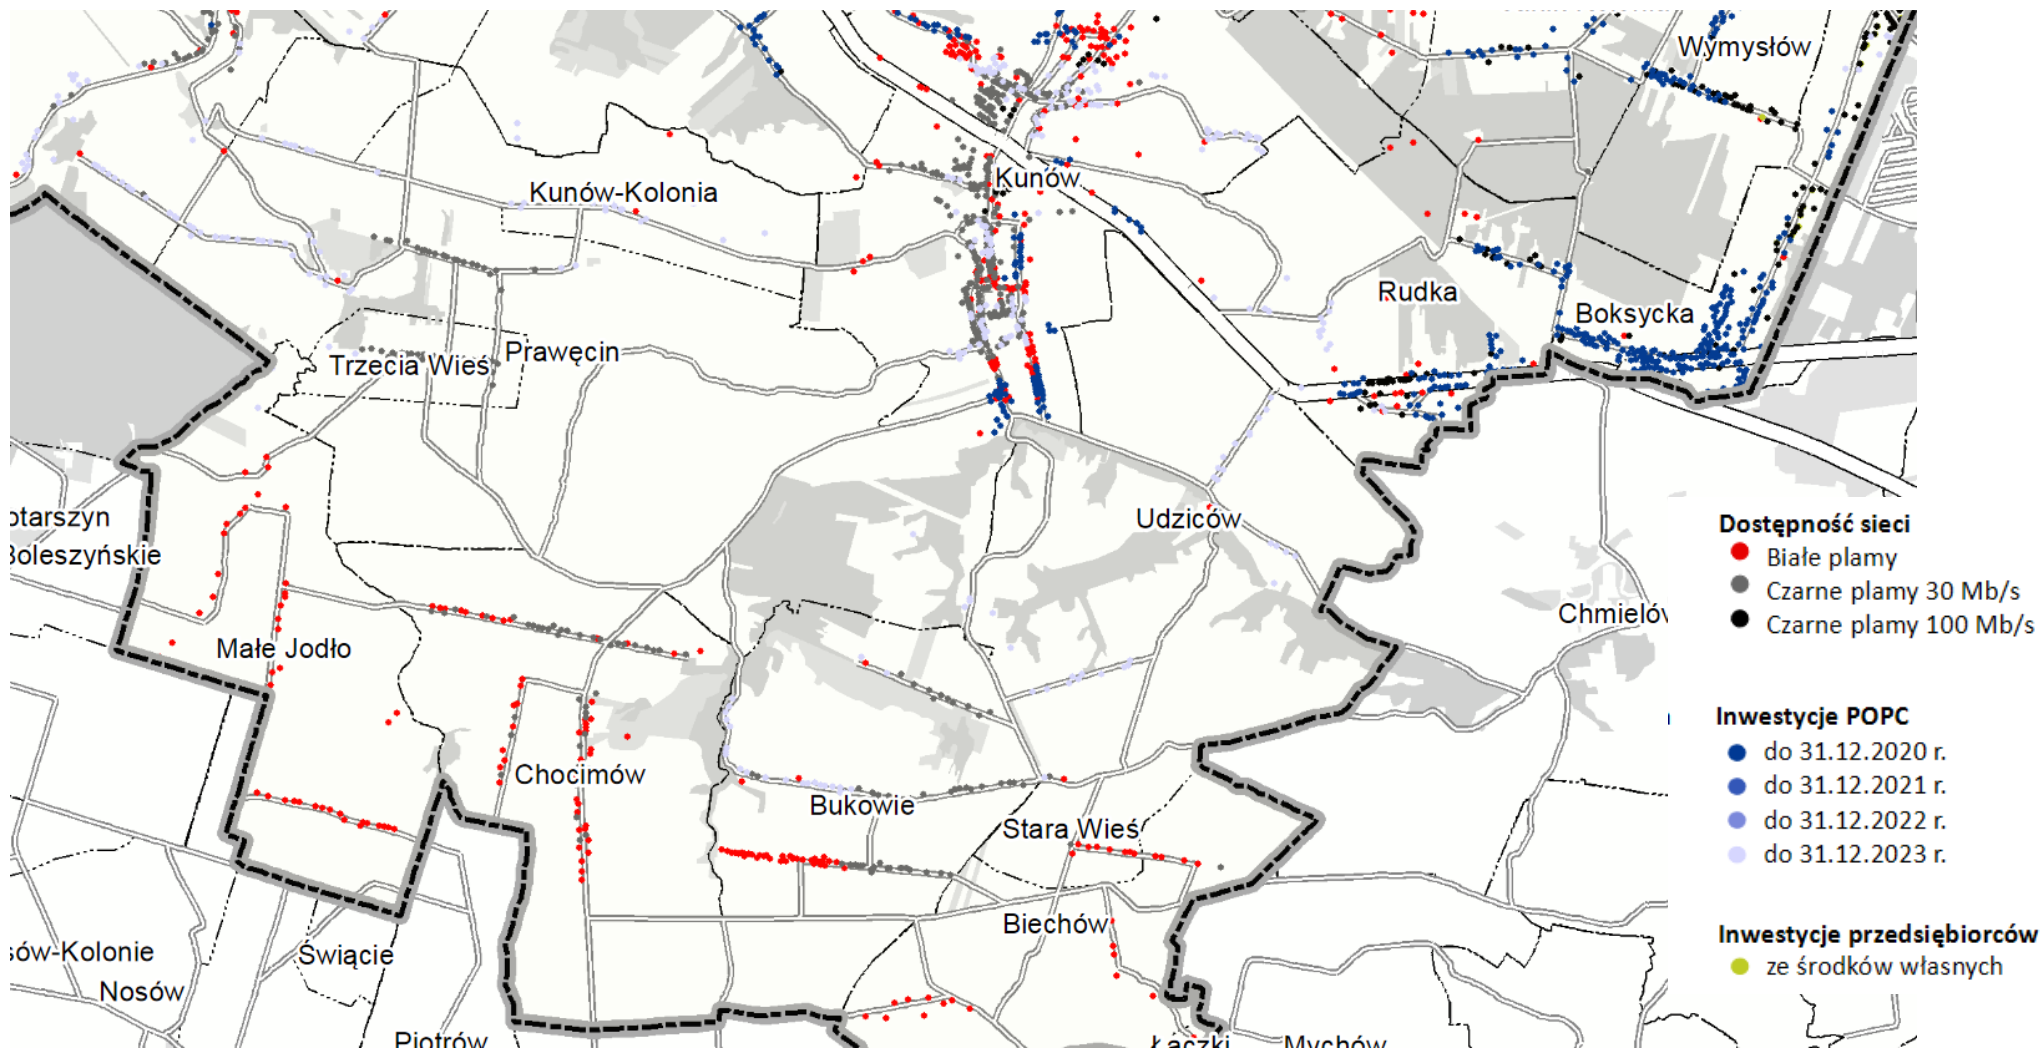 Wymysłów
Kunów
Kunów-Kolonia
Rudka
Boksycka
Trzecia Wieś
Prawęcin
Boleszyńskie
Udziców
Chmielów
Małe Jodło
Chocimów
Bukowie
Stara Wieś
Biechów
Świącie
Nosów
Piotrów
Łączki
Mychów
Dostępność sieci
Białe plamy
Czarne plamy 30 Mb/s
Czarne plamy 100 Mb/s
Inwestycje POPC
do 31.12.2020 r.
do 31.12.2021 r.
do 31.12.2022 r.
do 31.12.2023 r.
Inwestycje przedsiębiorców
ze środków własnych